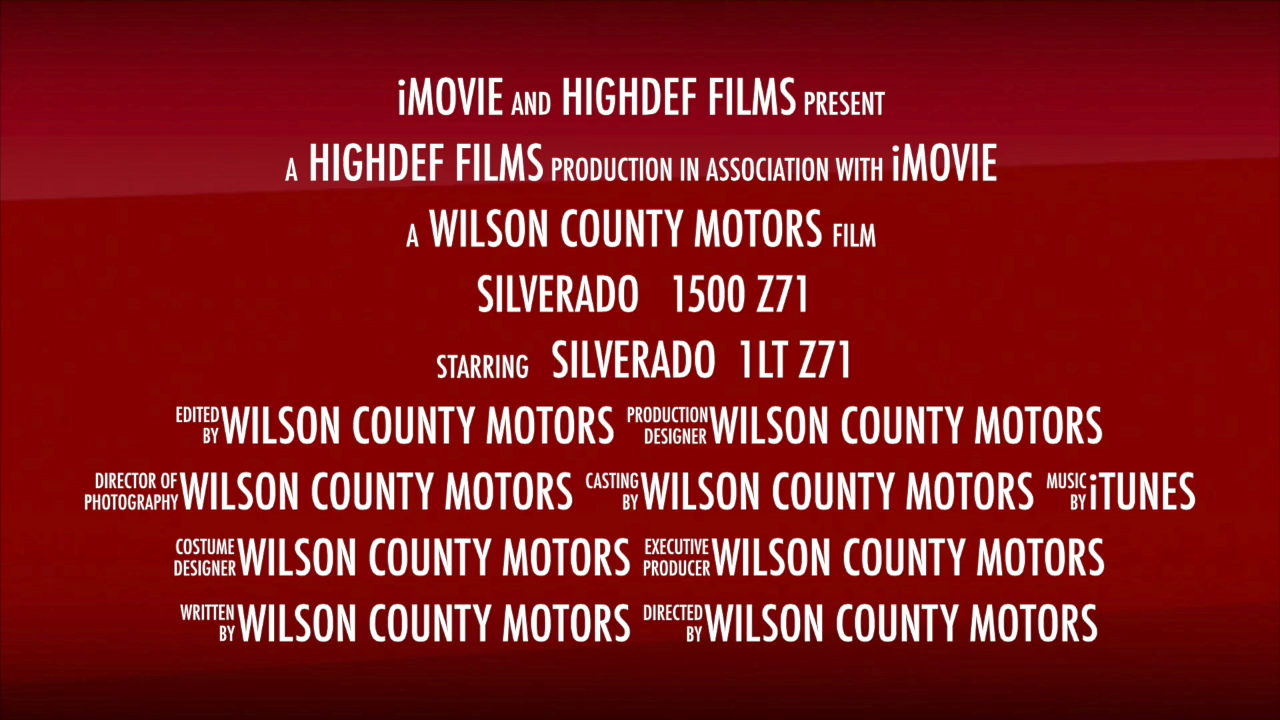 iMOVIE AND HIGHDEF FILMS PRESENT
A HIGHDEF FILMS PRODUCTION IN ASSOCIATION WITH iMOVIE
A WILSON COUNTY MOTORS FILM
SILVERADO 1500 Z71
STARRING SILVERADO 1LT Z71
EDITED BY WILSON COUNTY MOTORS PRODUCTION DESIGNER WILSON COUNTY MOTORS
DIRECTOR OF PHOTOGRAPHY WILSON COUNTY MOTORS CASTING BY WILSON COUNTY MOTORS MUSIC BY iTUNES
COSTUME DESIGNER WILSON COUNTY MOTORS EXECUTIVE PRODUCER WILSON COUNTY MOTORS
WRITTEN BY WILSON COUNTY MOTORS DIRECTED BY WILSON COUNTY MOTORS